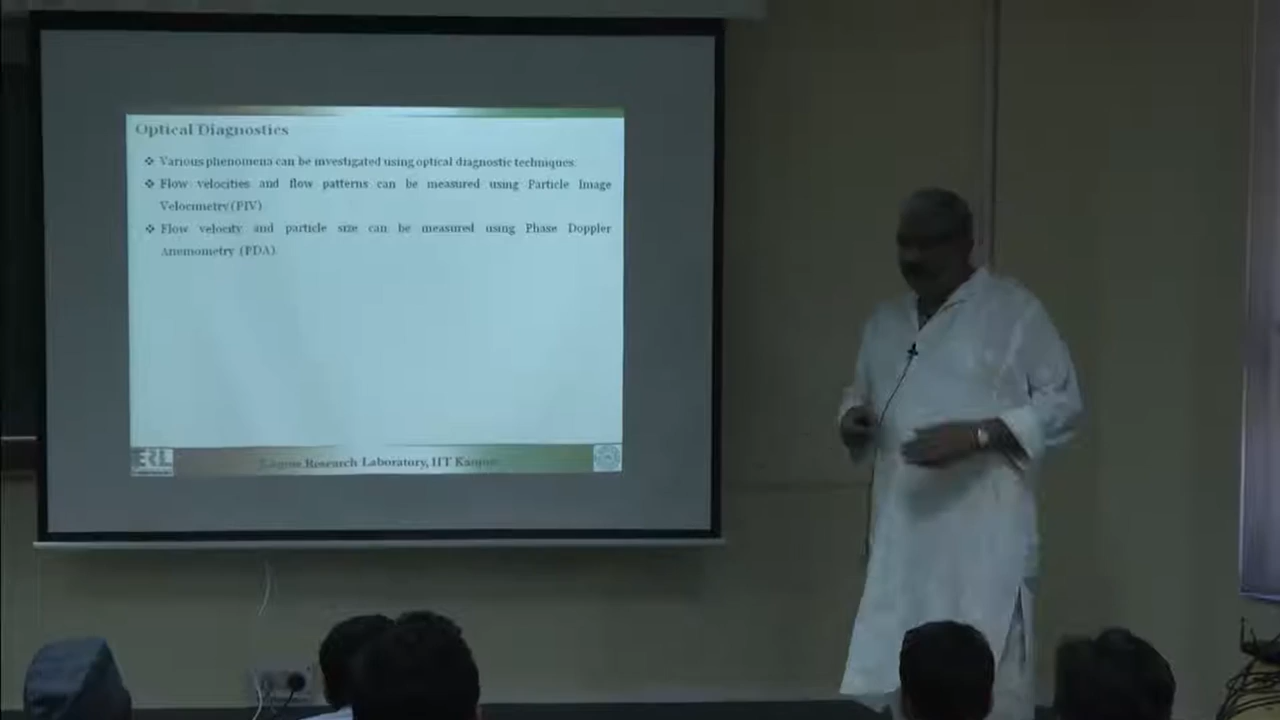 Optical Diagnostics
❖ Various phenomena can be investigated using optical diagnostic techniques.
❖ Flow velocities and flow patterns can be measured using Particle Image
Velocimetry (PIV)
❖ Flow velocity and particle size can be measured using Phase Doppler
Anemometry (PDA)
ERL
Engine Research Laboratory, IIT Kanpur